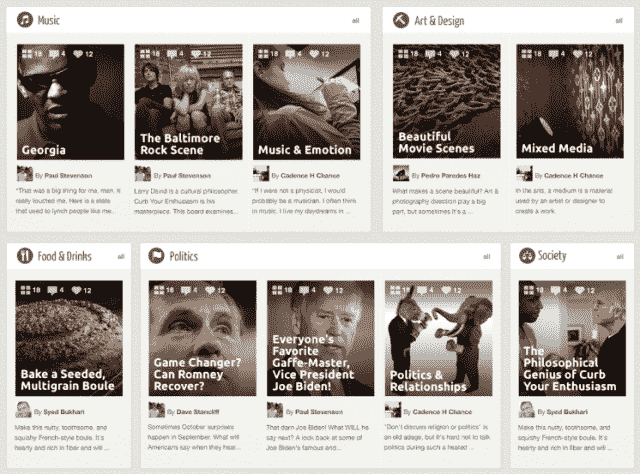 Music
all
18 4 12
Georgia
By Paul Stevenson
"That was a big thing for me, man, it
really touched me. Here is a state
that used to lynch people like me...
18 4 12
The Baltimore
Rock Scene
By Paul Stevenson
Larry David is a cultural philosopher.
Curb Your Enthusiasm is his
masterpiece. This board examines...
18 4 12
Music & Emotion
By Cadence H Chance
"If I were not a physicist, I would
probably be a musician. I often think
in music. I live my daydreams in ...
Art & Design
all
18 4 12
Beautiful
Movie Scenes
By Pedro Paredes Haz
What makes a scene beautiful? Art &
photography direction play a big
part, but sometimes it's a ...
18 4 12
Mixed Media
By Cadence H Chance
In the arts, a medium is a material
used by an artist or designer to
create a work.
Food & Drinks
all
18 4 12
Bake a Seeded,
Multigrain Boule
By Syed Bukhari
Make this nutty, toothsome, and
squishy French-style boule. It's
hearty and rich in fiber and will ...
Politics
all
18 4 12
Game Changer?
Can Romney
Recover?
By Dave Stancliff
Sometimes October surprises
happen in September. What will
Americans say when they hear...
18 4 12
Everyone's
Favorite
Gaffe-Master,
Vice President
Joe Biden!
By Paul Stevenson
That darn Joe Biden! What WILL he
say next? A look back at some of
Joe Biden's famous and...
18 4 12
Politics &
Relationships
By Cadence H Chance
"Don't discuss religion or politics" is
an old adage, but it's hard not to talk
politics during such a heated ...
Society
all
18 4 12
The
Philosophical
Genius of Curb
Your Enthusiasm
By Syed Bukhari
Make this nutty, toothsome, and
squishy French-style boule. It's
hearty and rich in fiber and will ...